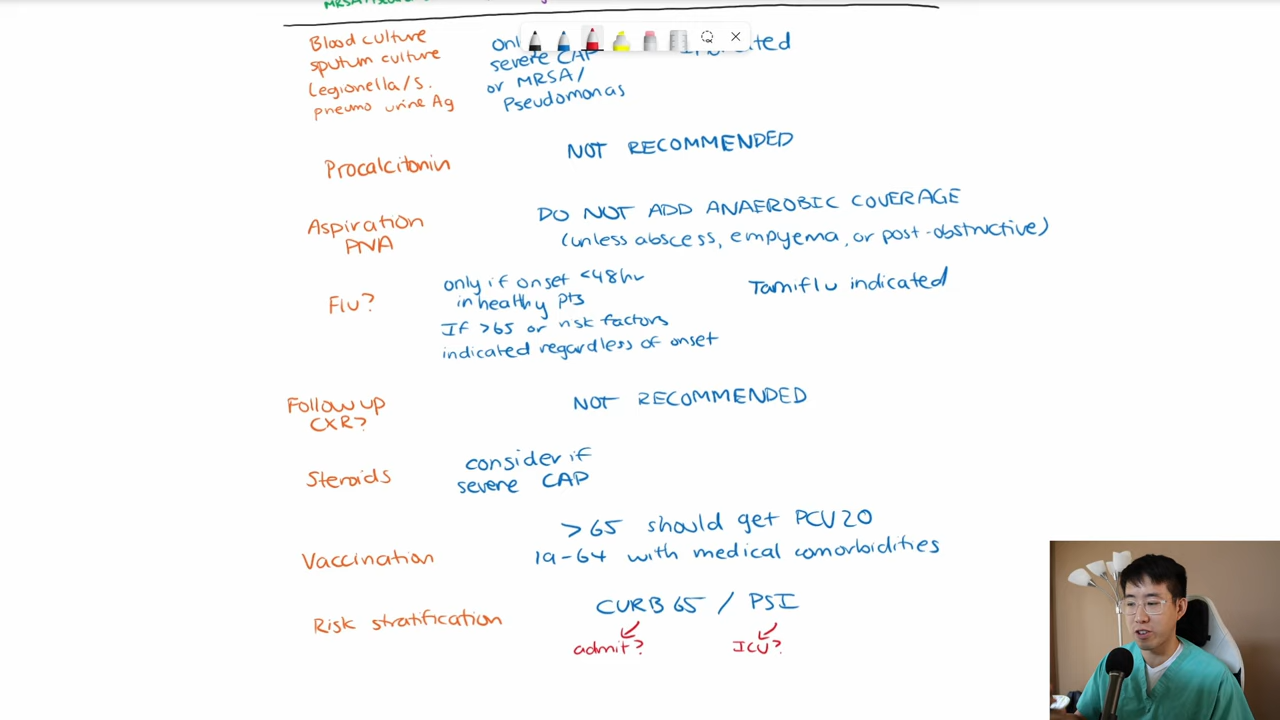 Blood culture
sputum culture
Legionella/S.
pneumo urine Ag
severe CAP
or MRSA/
Pseudomonas
Procalcitonin
NOT RECOMMENDED
Aspiration
PNA
DO NOT ADD ANAEROBIC COVERAGE
(unless abscess, empyema, or post-obstructive)
Flu?
only if onset <48hr
in healthy pts
If >65 or risk factors
indicated regardless of onset
Tamiflu indicated
Follow up
CXR?
NOT RECOMMENDED
Steroids
consider if
severe CAP
Vaccination
>65 should get PCV20
19-64 with medical comorbidities
Risk stratification
CURB65 / PSI
admit?
ICU?